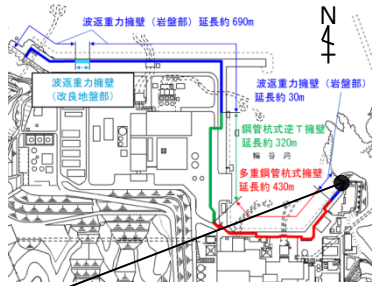 波返重力擁壁（岩盤部）延長約 690m
N
波返重力擁壁
（改良地盤部）
波返重力擁壁（岩盤部）
延長約 30m
鋼管杭式逆Ｔ擁壁
延長約 320m
輪谷湾
多重鋼管杭式擁壁
延長約 430m